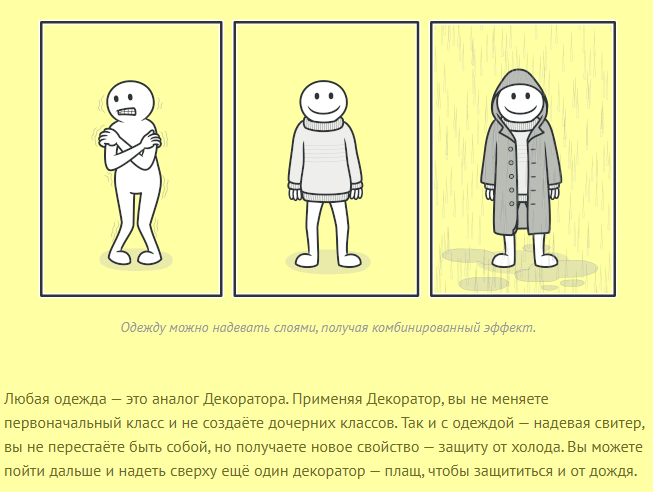 Одежду можно надевать слоями, получая комбинированный эффект.
Любая одежда — это аналог Декоратора. Применяя Декоратор, вы не меняете
первоначальный класс и не создаёте дочерних классов. Так и с одеждой — надевая свитер,
вы не перестаёте быть собой, но получаете новое свойство — защиту от холода. Вы можете
пойти дальше и надеть сверху ещё один декоратор — плащ, чтобы защититься и от дождя.